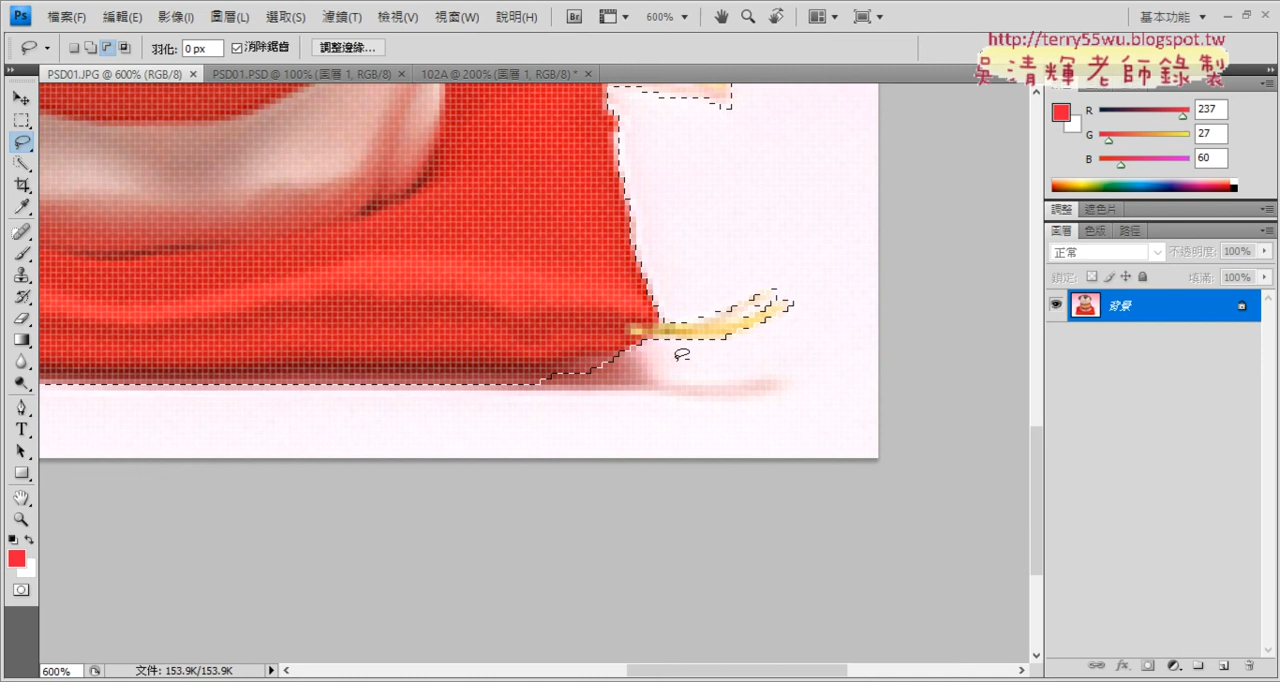 Ps 檔案(F) 編輯(E) 影像(I) 圖層(L) 選取(S) 濾鏡(T) 檢視(V) 視窗(W) 說明(H) Br 600% 基本功能
http://terry55wu.blogspot.tw
吳清輝老師錄製
羽化: 0 px 消除鋸齒 調整邊緣...
PSD01.JPG @ 600% (RGB/8) PSD01.PSD @ 100% (圖層 1, RGB/8) 102A @ 200% (圖層 1, RGB/8) *
R 237
G 27
B 60
調整 遮色片
圖層 色版 路徑
正常 不透明度: 100%
鎖定: 填滿: 100%
背景
T
fx
600% 文件: 153.9K/153.9K